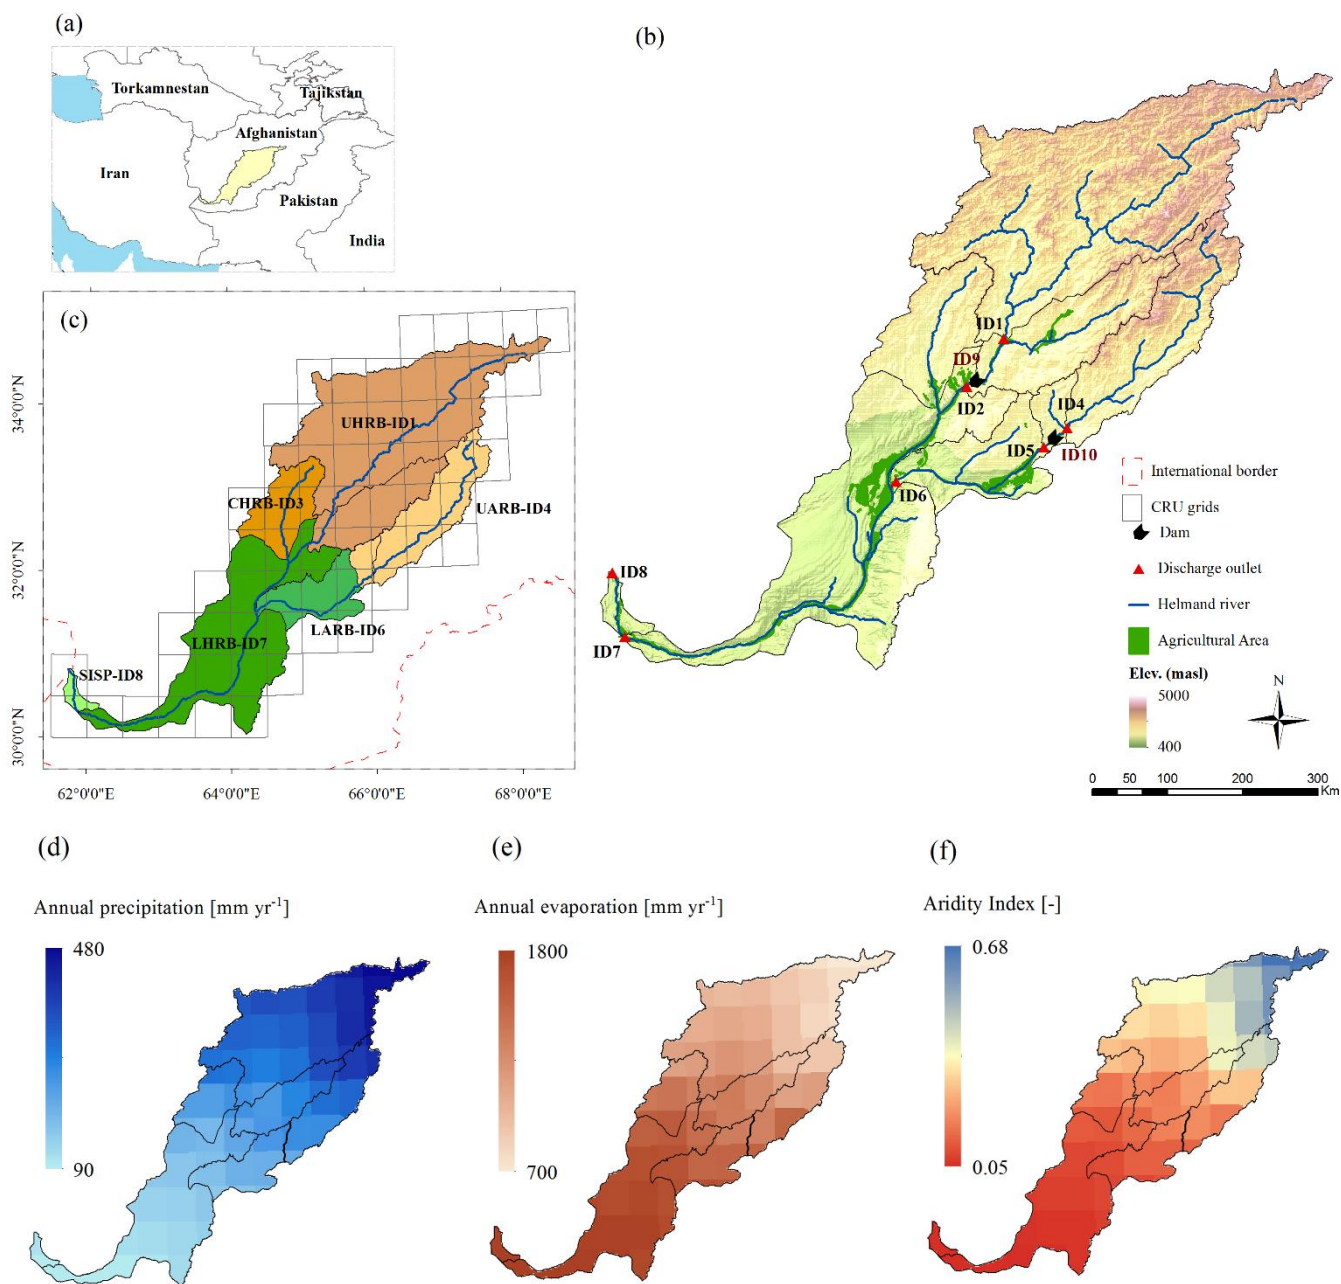 (a)
Torkamnestan
Tajikstan
Afghanistan
Iran
Pakistan
India
(b)
ID1
ID9
ID2
ID4
ID5
ID10
ID6
ID8
ID7
International border
CRU grids
Dam
Discharge outlet
Helmand river
Agricultural Area
Elev. (masl)
5000
400
N
0 50 100 200 300
Km
(c)
34°0'0"N
32°0'0"N
30°0'0"N
UHRB-ID1
CHRB-ID3
UARB-ID4
LARB-ID6
LHRB-ID7
SISP-ID8
62°0'0"E 64°0'0"E 66°0'0"E 68°0'0"E
(d)
Annual precipitation [mm yr-1]
480
90
(e)
Annual evaporation [mm yr-1]
1800
700
(f)
Aridity Index [-]
0.68
0.05